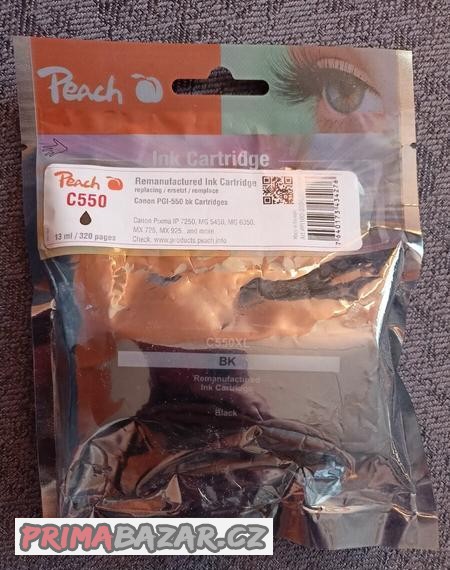 Peach
Ink Cartridge
Peach
C550
13 ml / 320 pages
Remanufactured Ink Cartridge
replacing / ersetzt / remplace
Canon PGI-550 bk Cartridges
Canon Pixma IP 7250, MG 5450, MG 6350,
MX 725, MX 925, and more
Check: www.products.peach.info
C550XL
BK
Remanufactured
Ink Cartridge
Black
PRIMABAZAR.CZ